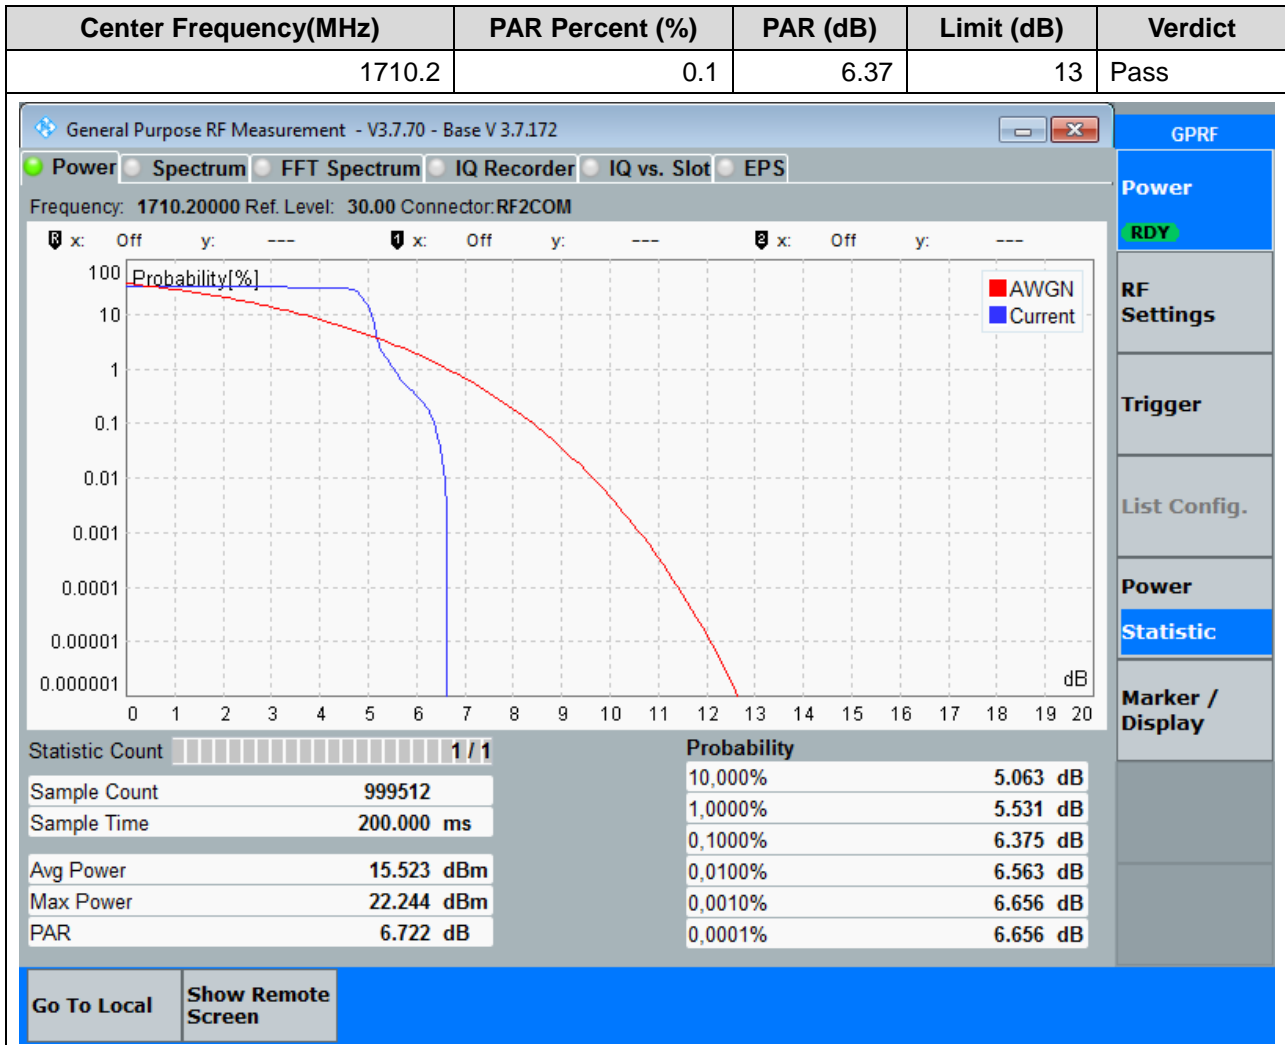 Center Frequency(MHz) PAR Percent (%) PAR (dB) Limit (dB) Verdict
1710.2 0.1 6.37 13 Pass
General Purpose RF Measurement - V3.7.70 - Base V 3.7.172
GPRF
Power Spectrum FFT Spectrum IQ Recorder IQ vs. Slot EPS
Frequency: 1710.20000 Ref. Level: 30.00 Connector:RF2COM
R x: Off y: --- 1 x: Off y: --- 2 x: Off y: ---
Probability[%]
100
10
1
0.1
0.01
0.001
0.0001
0.00001
0.000001
AWGN
Current
dB
0 1 2 3 4 5 6 7 8 9 10 11 12 13 14 15 16 17 18 19 20
Statistic Count 1 / 1
Sample Count 999512
Sample Time 200.000 ms
Avg Power 15.523 dBm
Max Power 22.244 dBm
PAR 6.722 dB
Probability
10,000% 5.063 dB
1,0000% 5.531 dB
0,1000% 6.375 dB
0,0100% 6.563 dB
0,0010% 6.656 dB
0,0001% 6.656 dB
Power
RDY
RF
Settings
Trigger
List Config.
Power
Statistic
Marker /
Display
Go To Local
Show Remote
Screen